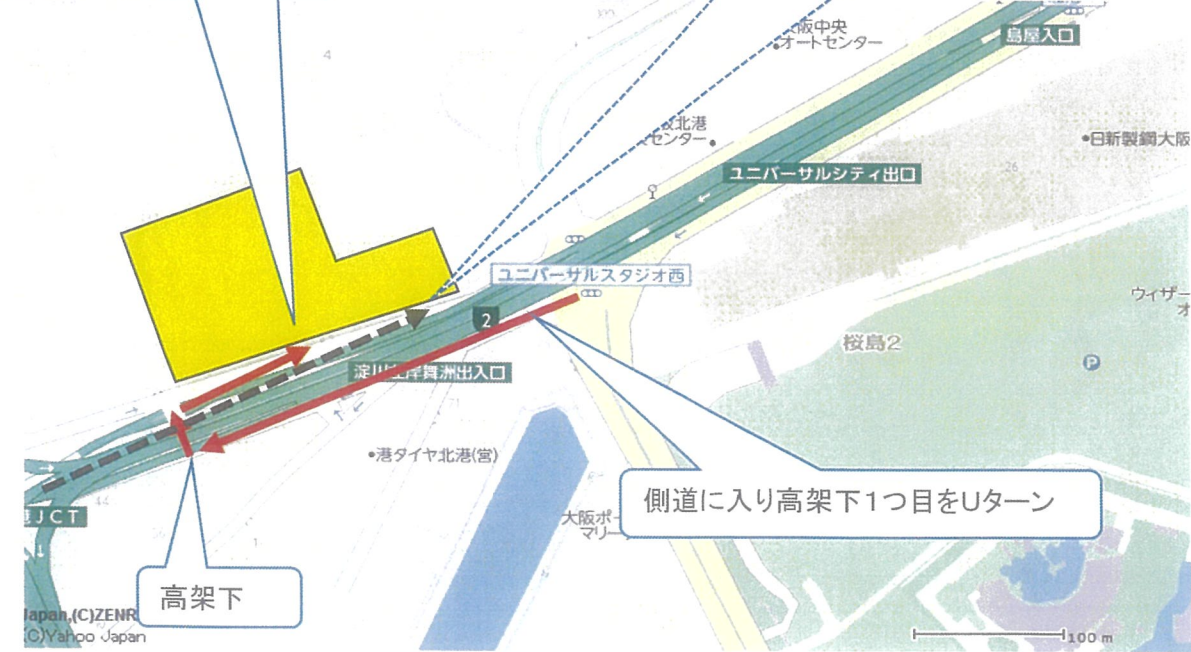 阪中央
オートセンター
島屋入口
4
北港
センター
日新製鋼大阪
26
ユニバーサルシティ出口
ユニバーサルスタジオ西
2
ウィザー
桜島2
P
淀川左岸舞洲出入口
71
港タイヤ北港(営)
側道に入り高架下1つ目をUターン
大阪ポー
マリー
44
JCT
1
高架下
Japan,(C)ZENR
(C)Yahoo Japan
100 m